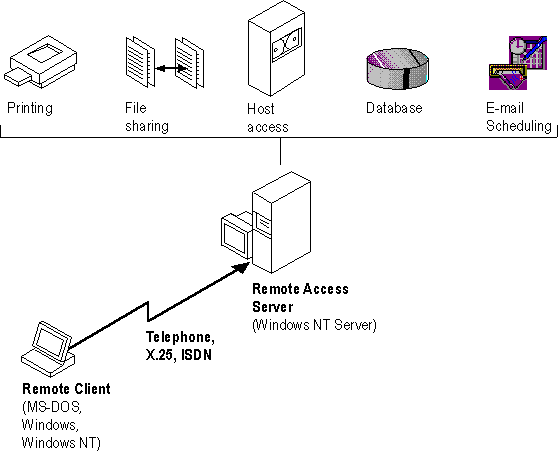 Printing
File
sharing
Host
access
Database
E-mail
Scheduling
Remote Access
Server
(Windows NT Server)
Telephone,
X.25, ISDN
Remote Client
(MS-DOS,
Windows,
Windows NT)